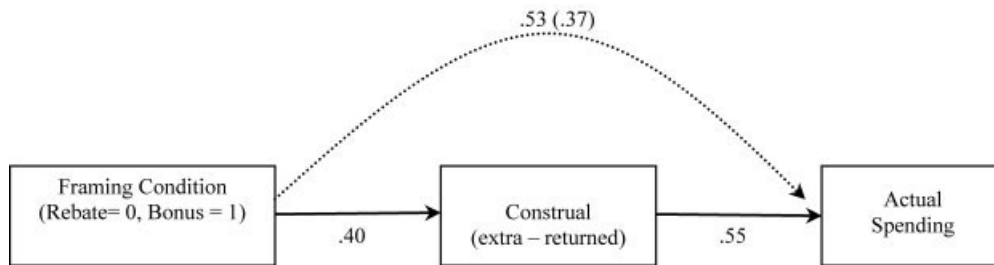 .53 (.37)
Framing Condition
(Rebate= 0, Bonus = 1)
.40
Construal
(extra – returned)
.55
Actual
Spending